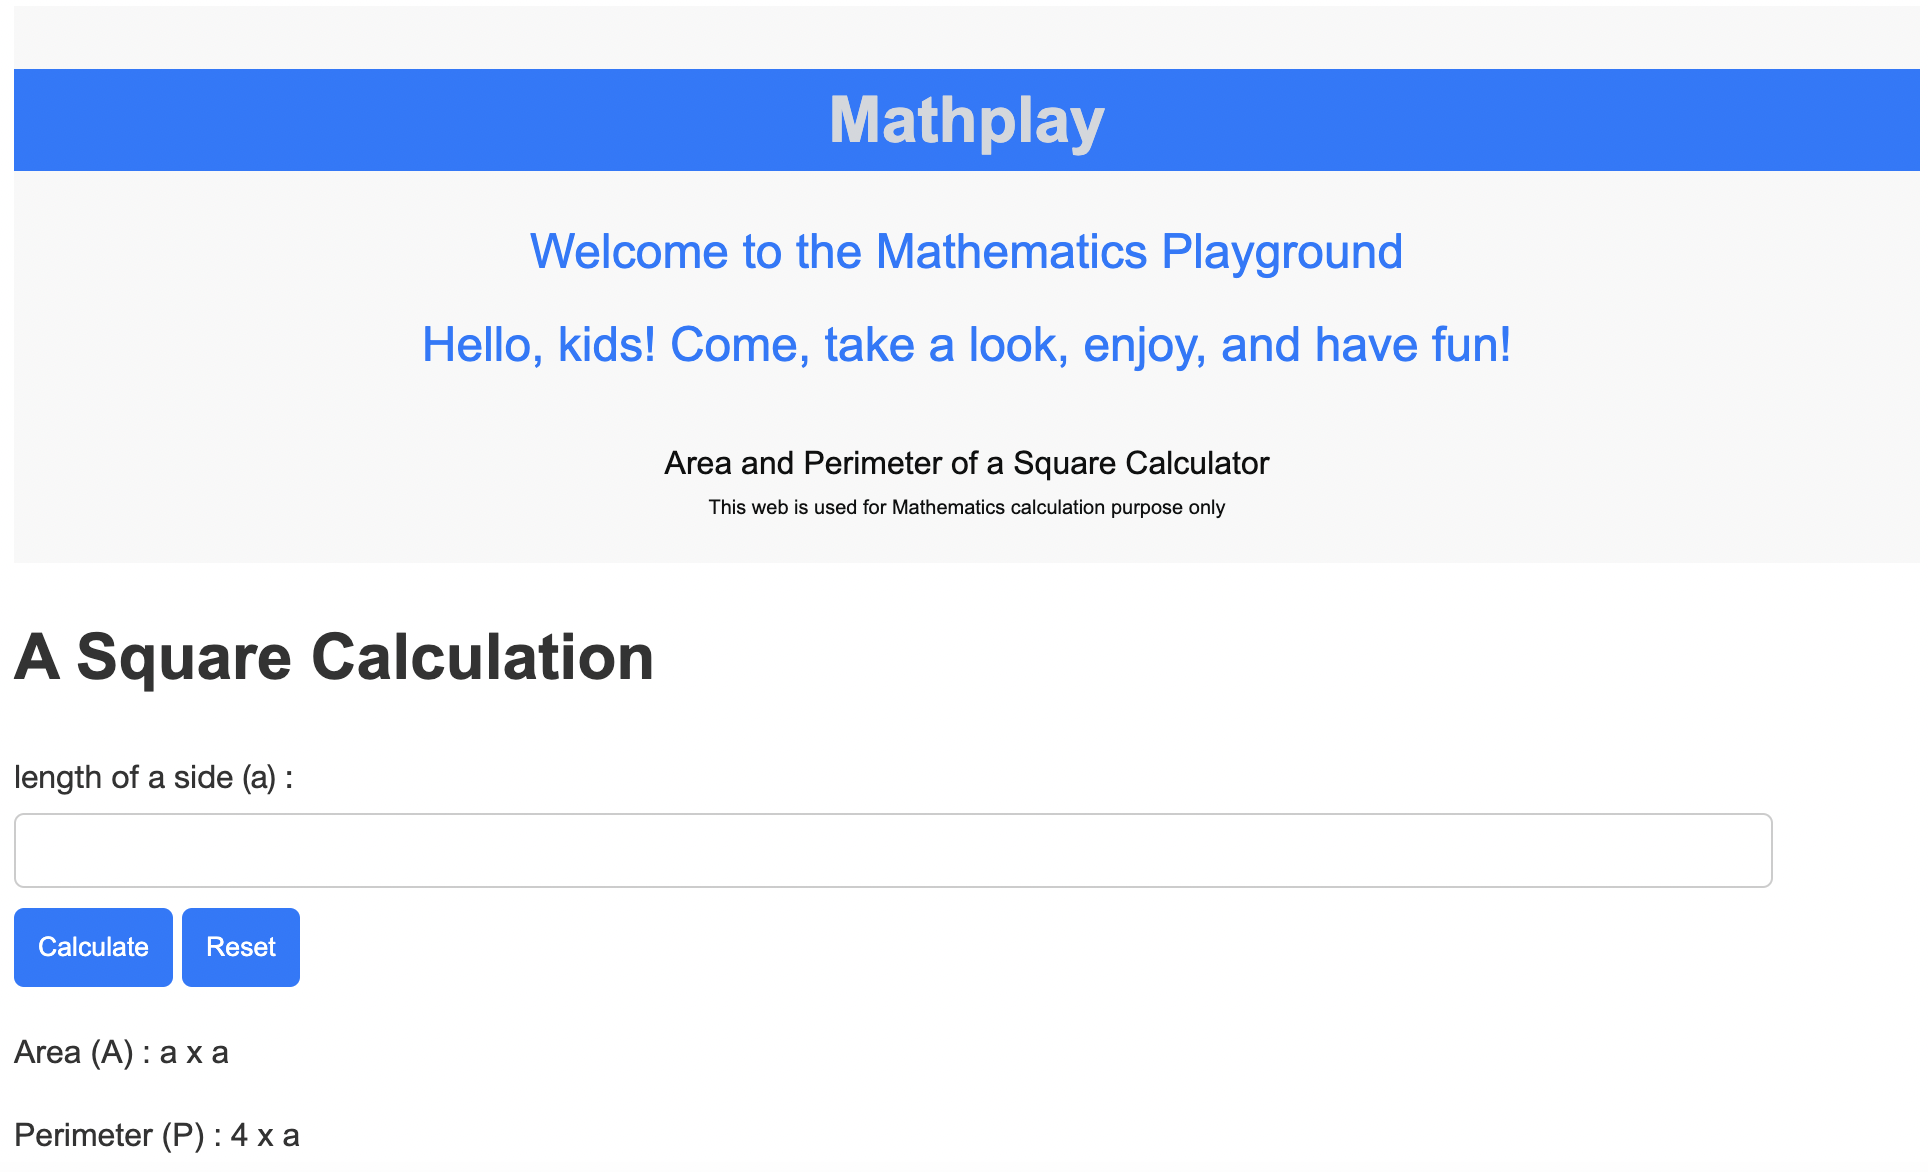 Mathplay
Welcome to the Mathematics Playground
Hello, kids! Come, take a look, enjoy, and have fun!
Area and Perimeter of a Square Calculator
This web is used for Mathematics calculation purpose only
A Square Calculation
length of a side (a) :
Calculate Reset
Area (A) : a x a
Perimeter (P) : 4 x a